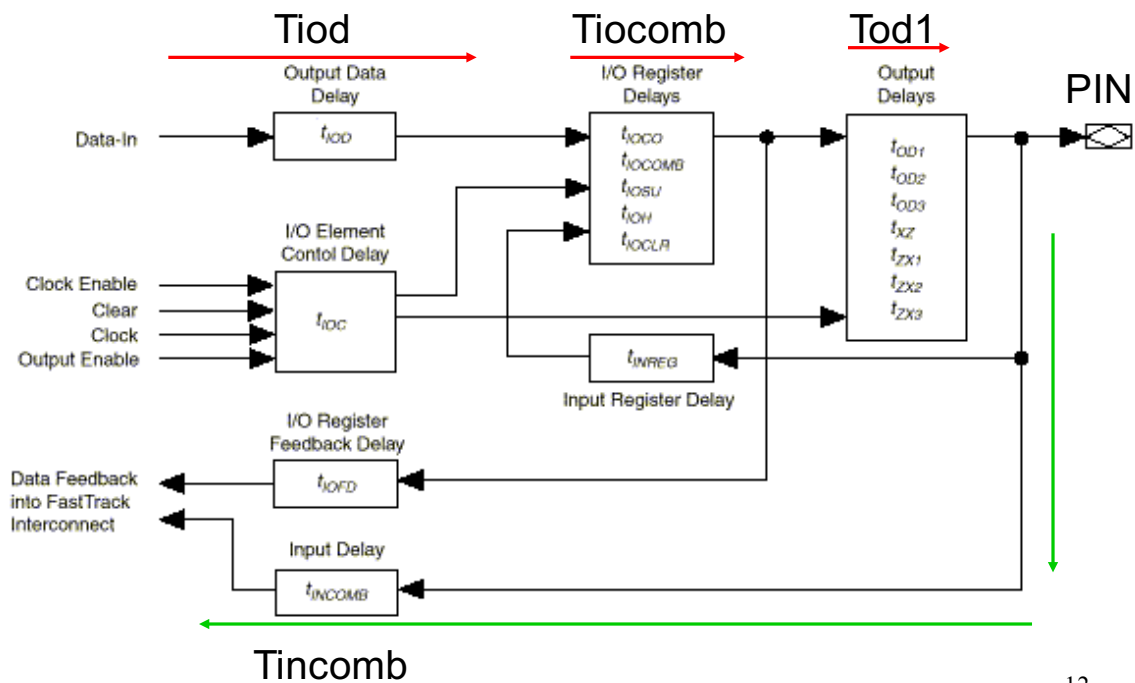 Tiod
Tiocomb
Tod1
Output Data
Delay
I/O Register
Delays
Output
Delays
PIN
Data-In
tIOD
tIOCO
tIOCOMB
tIOSU
tIOH
tIOCLR
tOD1
tOD2
tOD3
tXZ
tZX1
tZX2
tZX3
I/O Element
Contol Delay
Clock Enable
Clear
Clock
Output Enable
tIOC
tINREG
Input Register Delay
I/O Register
Feedback Delay
Data Feedback
into FastTrack
Interconnect
tIOFD
Input Delay
tINCOMB
Tincomb
12